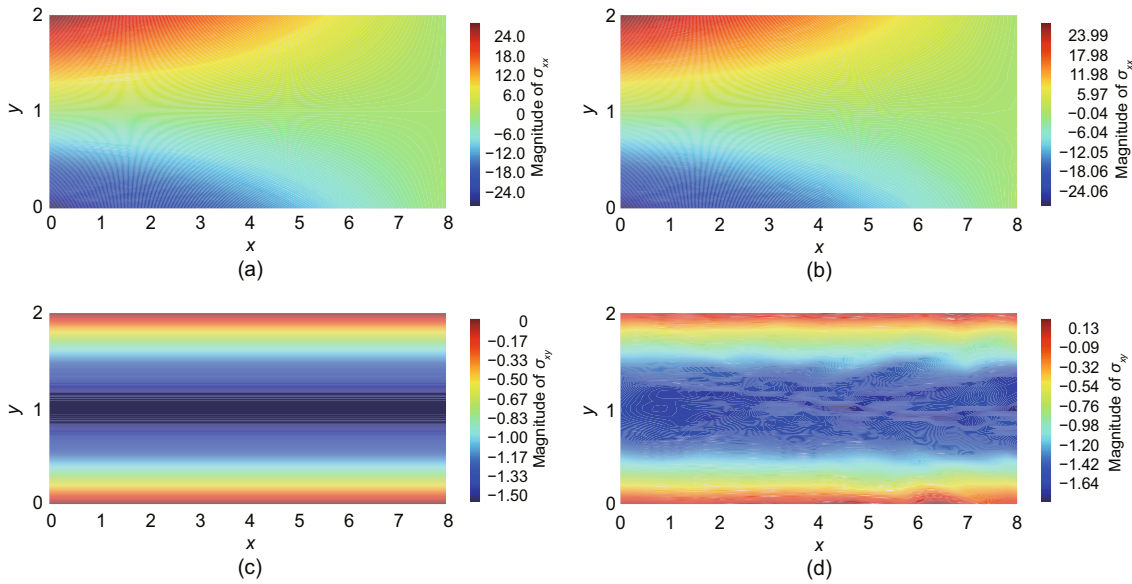 2
1
0
y
0 1 2 3 4 5 6 7 8
x
(a)
24.0
18.0
12.0
6.0
0
−6.0
−12.0
−18.0
−24.0
Magnitude of σxx
2
1
0
y
0 1 2 3 4 5 6 7 8
x
(b)
23.99
17.98
11.98
5.97
−0.04
−6.04
−12.05
−18.06
−24.06
Magnitude of σxx
2
1
0
y
0 1 2 3 4 5 6 7 8
x
(c)
0
−0.17
−0.33
−0.50
−0.67
−0.83
−1.00
−1.17
−1.33
−1.50
Magnitude of σxy
2
1
0
y
0 1 2 3 4 5 6 7 8
x
(d)
0.13
−0.09
−0.32
−0.54
−0.76
−0.98
−1.20
−1.42
−1.64
Magnitude of σxy